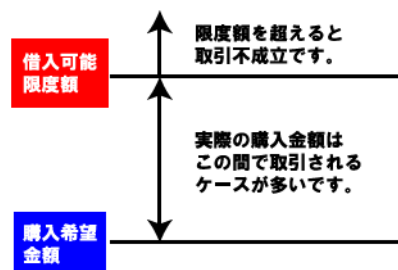 限度額を超えると
取引不成立です。
借入可能
限度額
実際の購入金額は
この間で取引される
ケースが多いです。
購入希望
金額